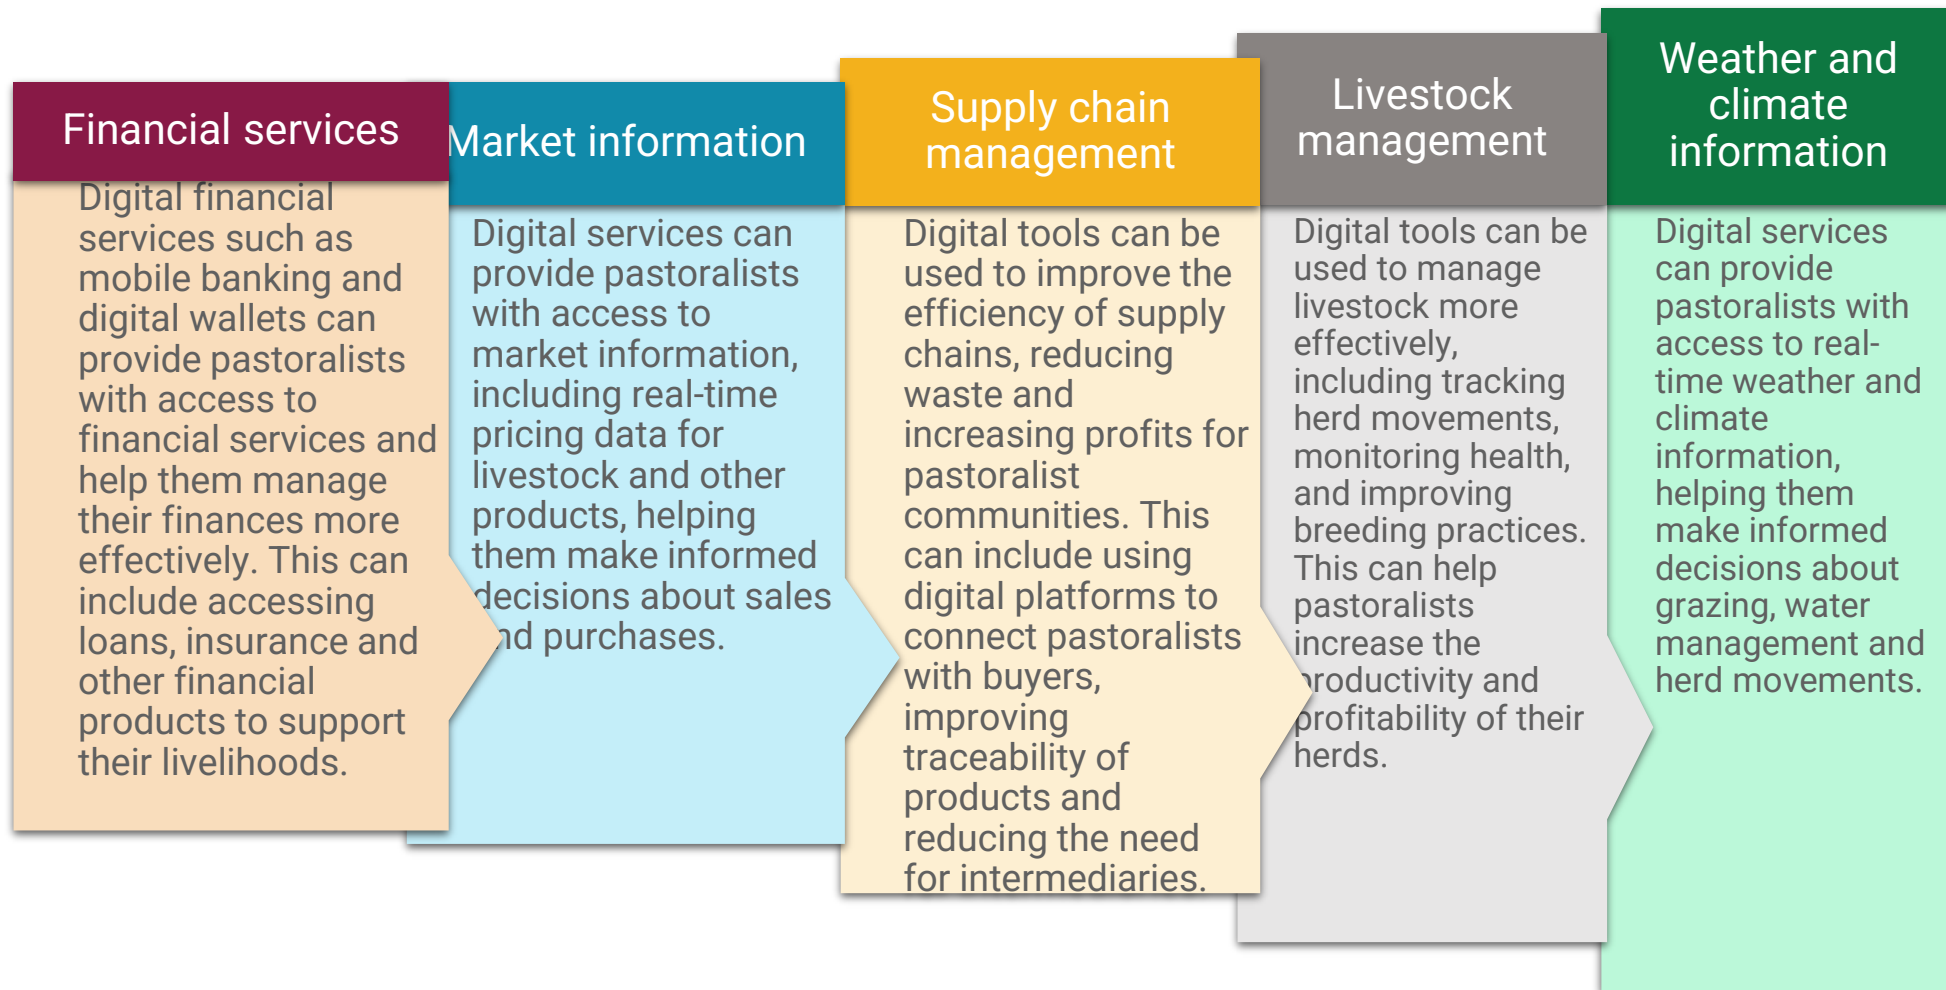 Financial services
Digital financial
services such as
mobile banking and
digital wallets can
provide pastoralists
with access to
financial services and
help them manage
their finances more
effectively. This can
include accessing
loans, insurance and
other financial
products to support
their livelihoods.
Market information
Digital services can
provide pastoralists
with access to
market information,
including real-time
pricing data for
livestock and other
products, helping
them make informed
decisions about sales
and purchases.
Supply chain
management
Digital tools can be
used to improve the
efficiency of supply
chains, reducing
waste and
increasing profits for
pastoralist
communities. This
can include using
digital platforms to
connect pastoralists
with buyers,
improving
traceability of
products and
reducing the need
for intermediaries.
Livestock
management
Digital tools can be
used to manage
livestock more
effectively,
including tracking
herd movements,
monitoring health,
and improving
breeding practices.
This can help
pastoralists
increase the
productivity and
profitability of their
herds.
Weather and
climate
information
Digital services
can provide
pastoralists with
access to real-
time weather and
climate
information,
helping them
make informed
decisions about
grazing, water
management and
herd movements.